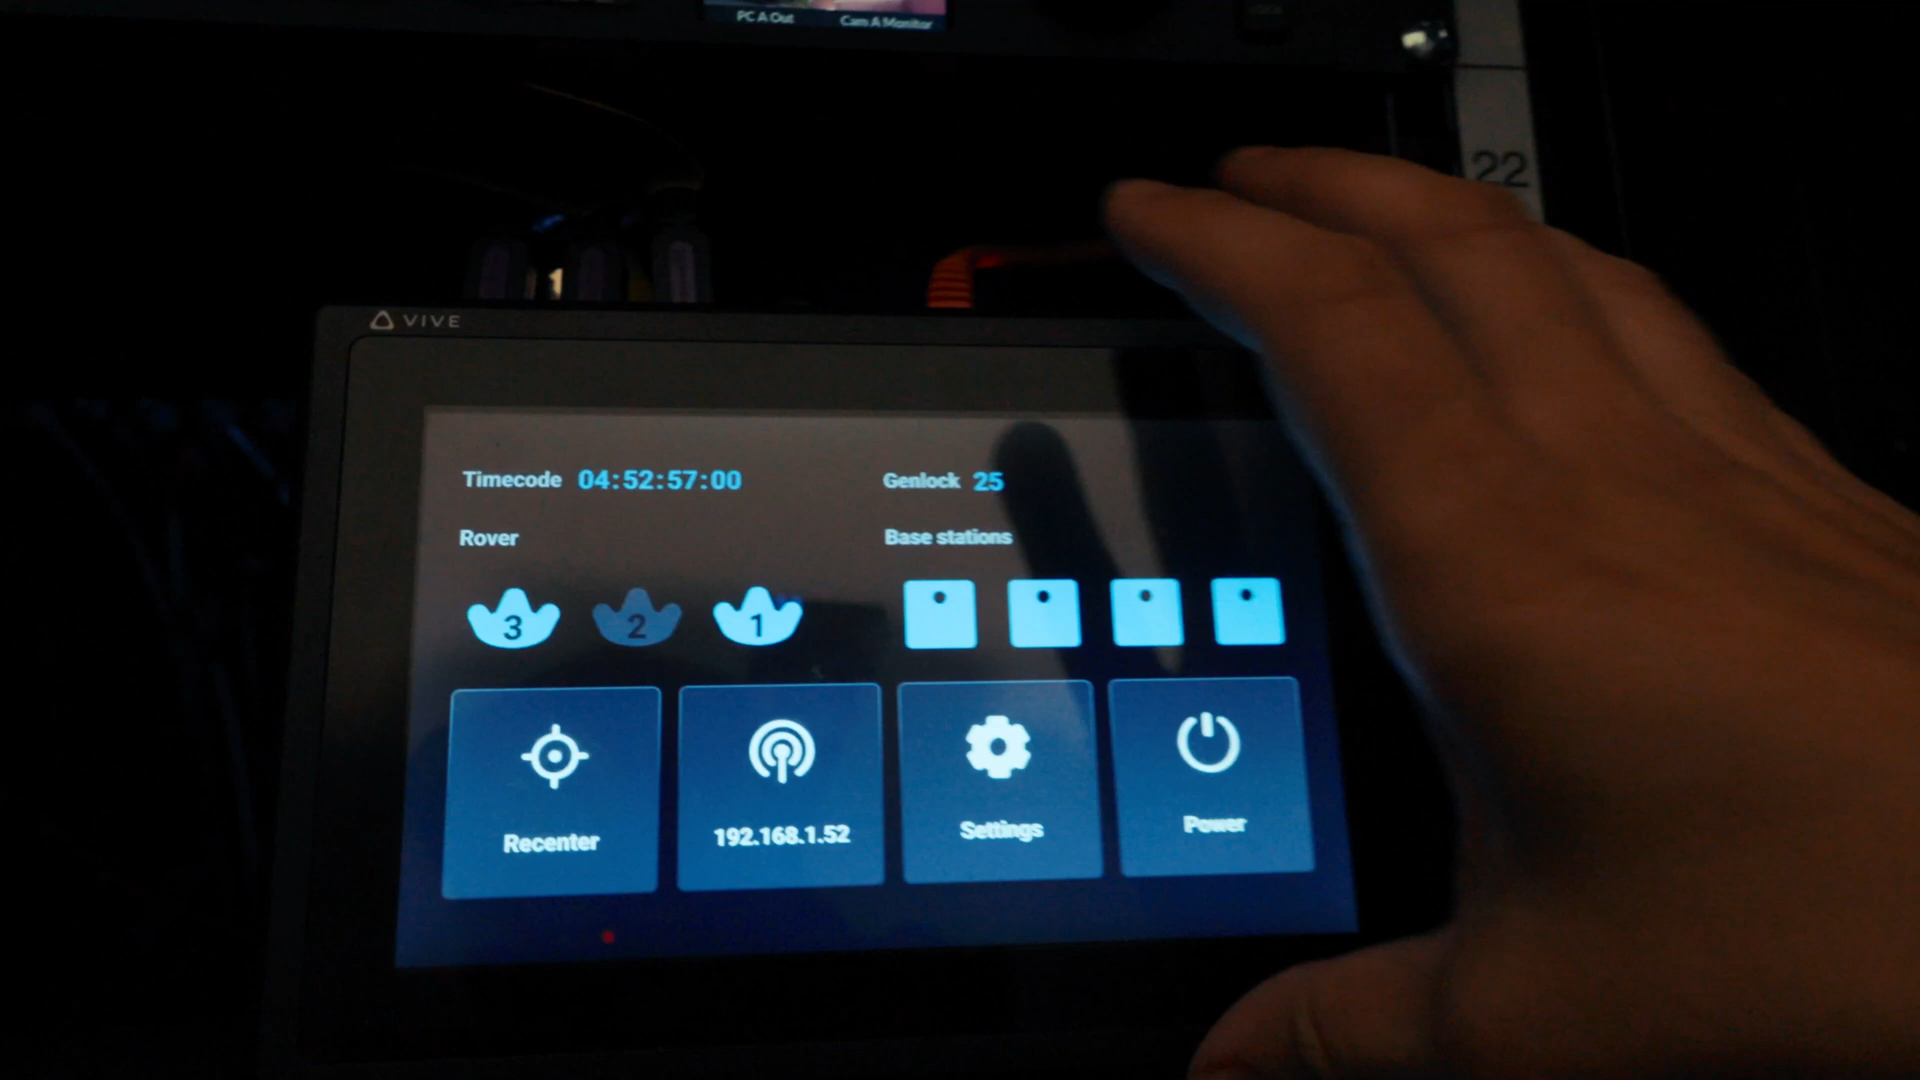 PC A Out Cam A Monitor
22
VIVE
Timecode 04:52:57:00 Genlock 25
Rover Base stations
3 2 1
Recenter 192.168.1.52 Settings Power